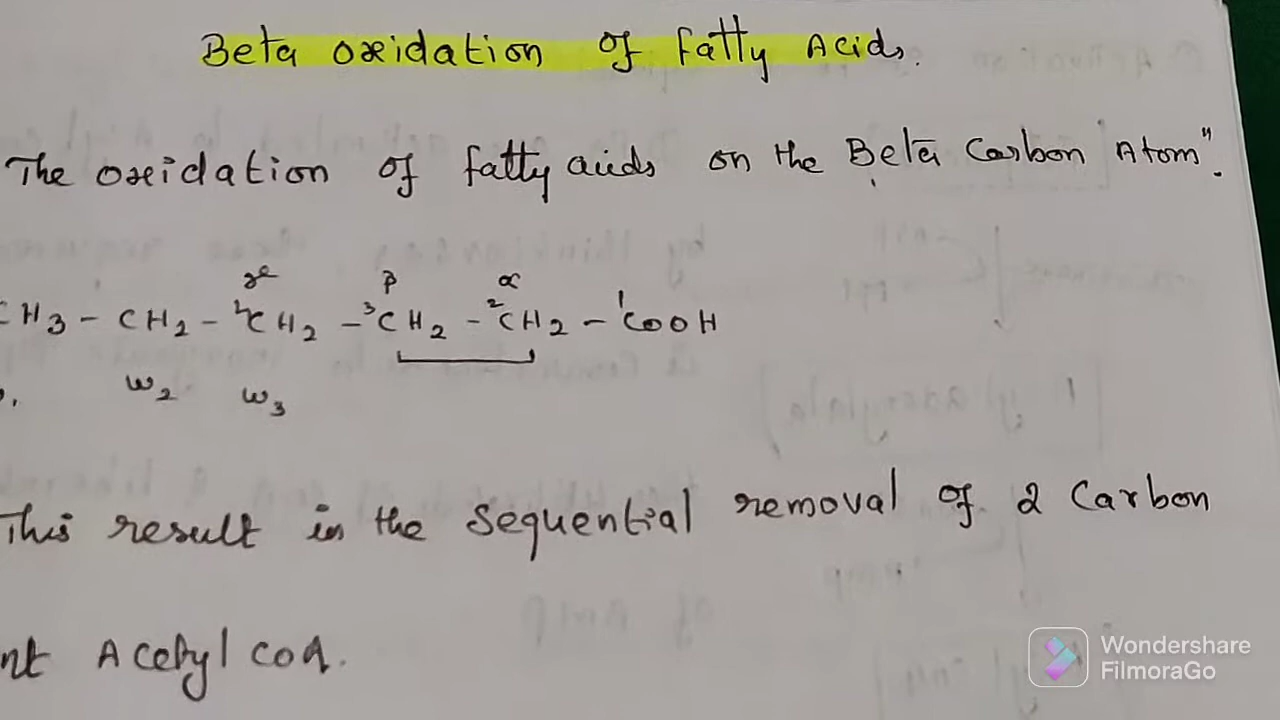 Beta oxidation of fatty Acids.
The oxidation of fatty acids on the Beta Carbon Atom".
γ β α
CH3 - CH2 - ⁴CH2 - ³CH2 - ²CH2 - ¹COOH
ω2 ω3
This result in the sequential removal of 2 Carbon
nt Acetyl coA.
Wondershare
FilmoraGo